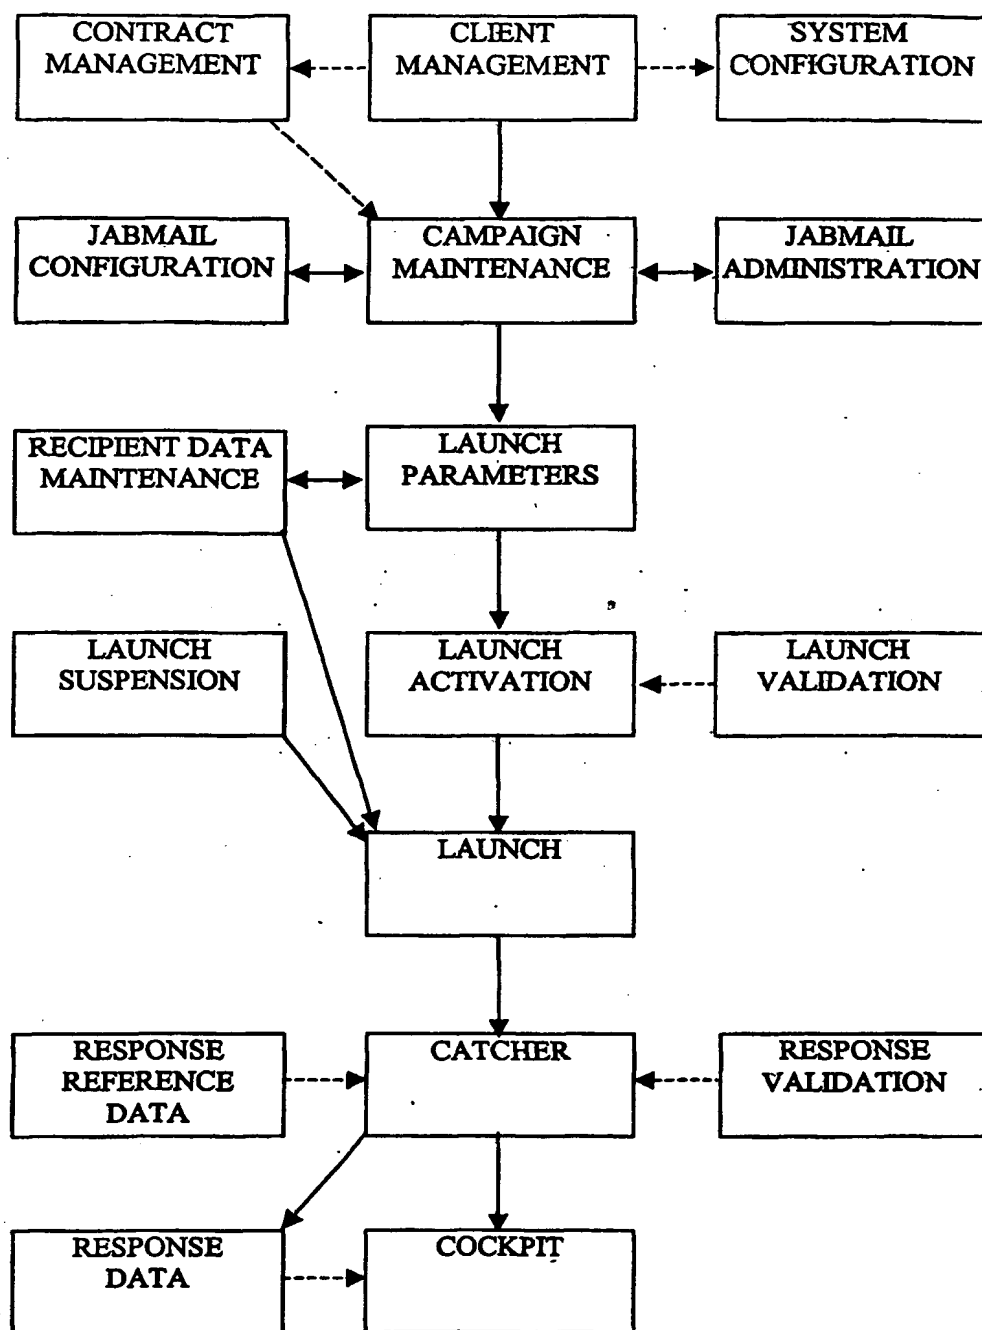 CONTRACT
MANAGEMENT
CLIENT
MANAGEMENT
SYSTEM
CONFIGURATION
JABMAIL
CONFIGURATION
CAMPAIGN
MAINTENANCE
JABMAIL
ADMINISTRATION
RECIPIENT DATA
MAINTENANCE
LAUNCH
PARAMETERS
LAUNCH
SUSPENSION
LAUNCH
ACTIVATION
LAUNCH
VALIDATION
LAUNCH
RESPONSE
REFERENCE
DATA
CATCHER
RESPONSE
VALIDATION
RESPONSE
DATA
COCKPIT